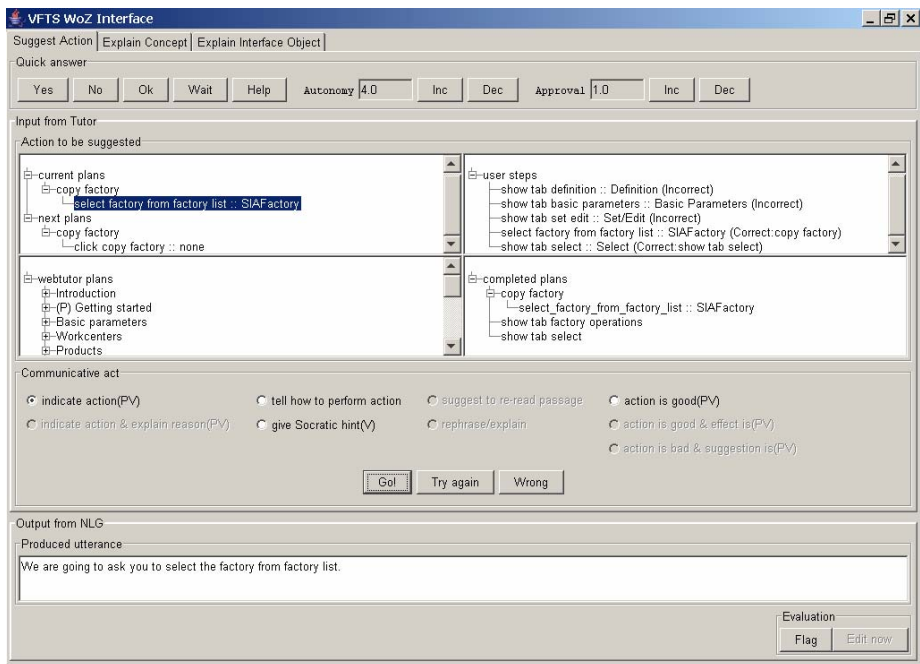 VFTS WoZ Interface
Suggest Action Explain Concept Explain Interface Object
Quick answer
Yes No Ok Wait Help Autonomy 4.0 Inc Dec Approval 1.0 Inc Dec
Input from Tutor
Action to be suggested
current plans
copy factory
select factory from factory list :: SIAFactory
next plans
copy factory
click copy factory :: none
user steps
show tab definition :: Definition (Incorrect)
show tab basic parameters :: Basic Parameters (Incorrect)
show tab set edit :: Set/Edit (Incorrect)
select factory from factory list :: SIAFactory (Correct:copy factory)
show tab select :: Select (Correct:show tab select)
webtutor plans
Introduction
(P) Getting started
Basic parameters
Workcenters
Products
completed plans
copy factory
select_factory_from_factory_list :: SIAFactory
show tab factory operations
show tab select
Communicative act
indicate action(PV) tell how to perform action suggest to re-read passage action is good(PV)
indicate action & explain reason(PV) give Socratic hint(V) rephrase/explain action is good & effect is(PV)
action is bad & suggestion is(PV)
Go! Try again Wrong
Output from NLG
Produced utterance
We are going to ask you to select the factory from factory list.
Evaluation
Flag Edit now